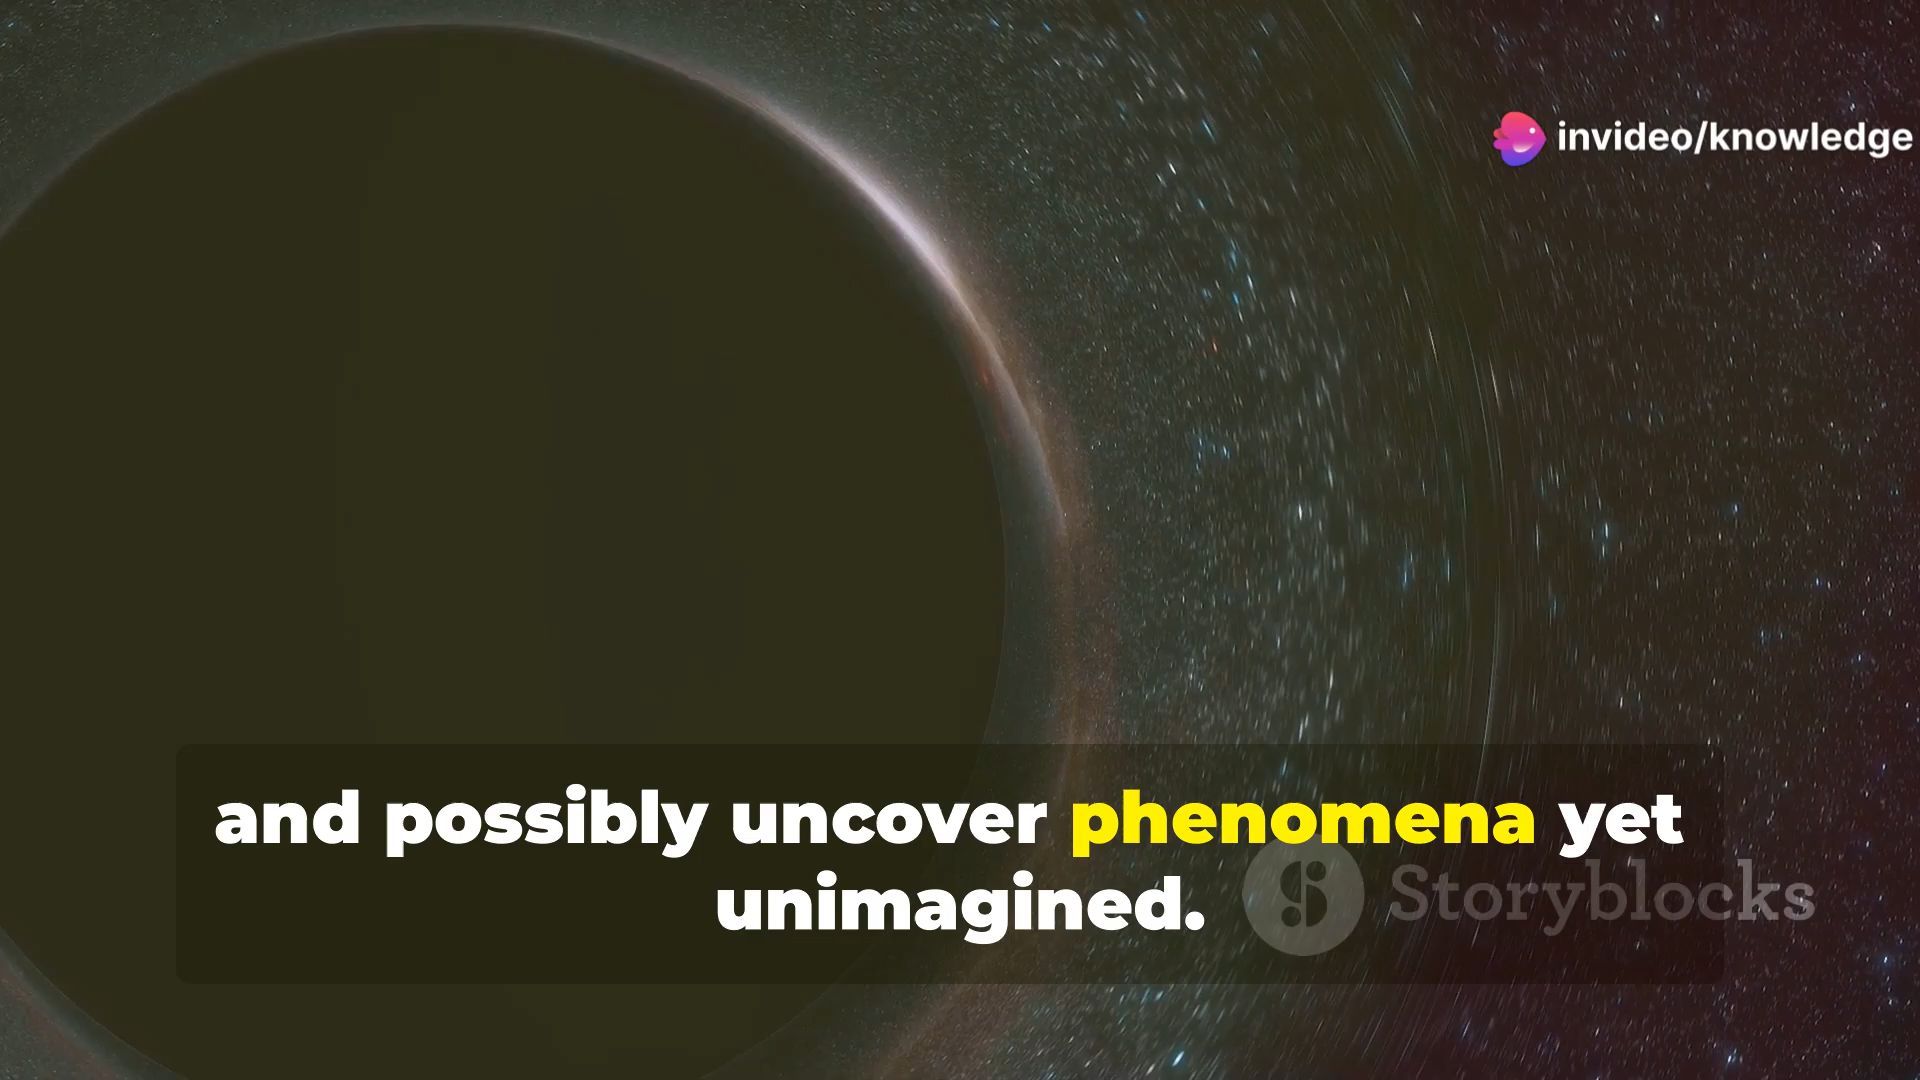 invideo/knowledge
and possibly uncover phenomena yet
unimagined.
Storyblocks